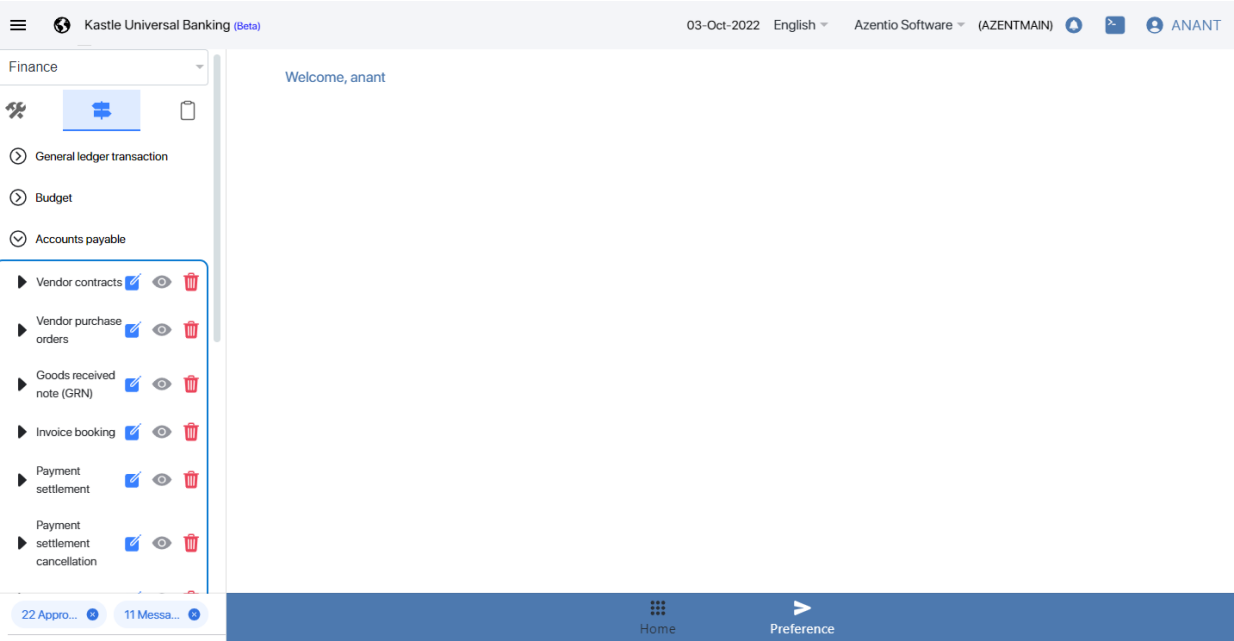 Kastle Universal Banking (Beta)
03-Oct-2022 English Azentio Software (AZENTMAIN) ANANT
Finance
Welcome, anant
General ledger transaction
Budget
Accounts payable
Vendor contracts
Vendor purchase
orders
Goods received
note (GRN)
Invoice booking
Payment
settlement
Payment
settlement
cancellation
22 Appro... 11 Messa...
Home
Preference